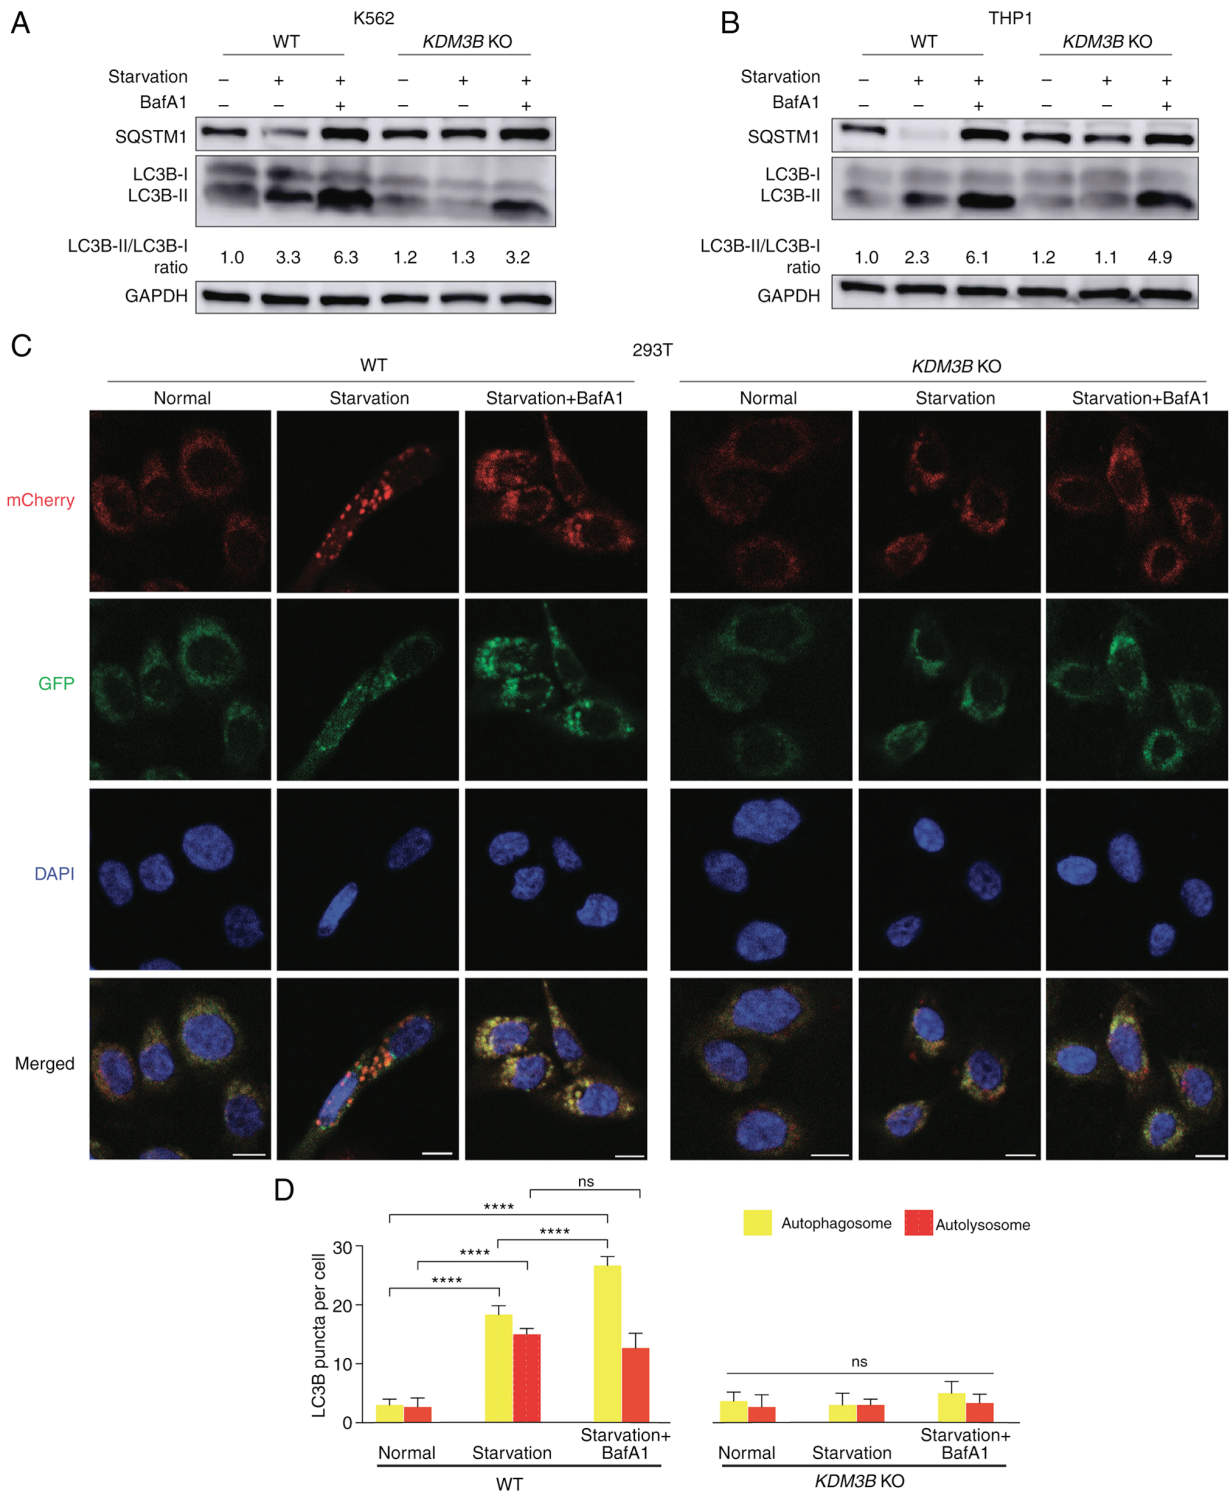 A
K562
WT KDM3B KO
Starvation – + + – + +
BafA1 – – + – – +
SQSTM1
LC3B-I
LC3B-II
LC3B-II/LC3B-I
ratio
1.0 3.3 6.3 1.2 1.3 3.2
GAPDH
B
THP1
WT KDM3B KO
Starvation – + + – + +
BafA1 – – + – – +
SQSTM1
LC3B-I
LC3B-II
LC3B-II/LC3B-I
ratio
1.0 2.3 6.1 1.2 1.1 4.9
GAPDH
C
293T
WT KDM3B KO
Normal Starvation Starvation+BafA1 Normal Starvation Starvation+BafA1
mCherry
GFP
DAPI
Merged
D
ns
****
****
****
****
Autophagosome Autolysosome
LC3B puncta per cell
30
20
10
0
ns
Normal Starvation Starvation+
BafA1
WT
Normal Starvation Starvation+
BafA1
KDM3B KO